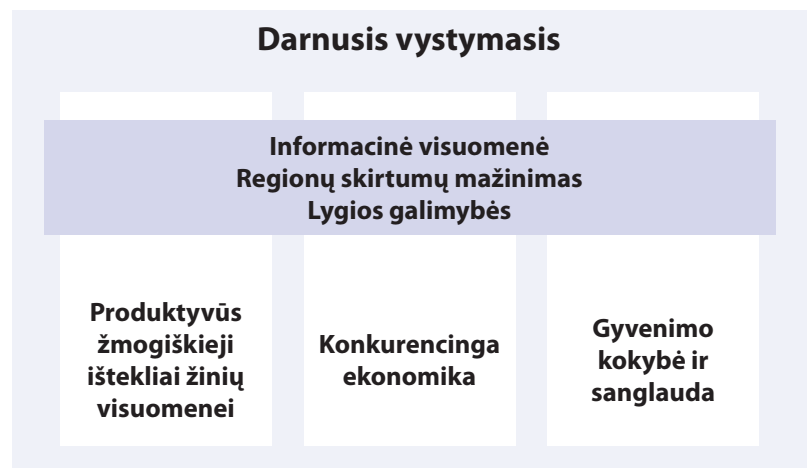 Darnusis vystymasis
Informacinė visuomenė
Regionų skirtumų mažinimas
Lygios galimybės
Produktyvūs
žmogiškieji
ištekliai žinių
visuomenei
Konkurencinga
ekonomika
Gyvenimo
kokybė ir
sanglauda